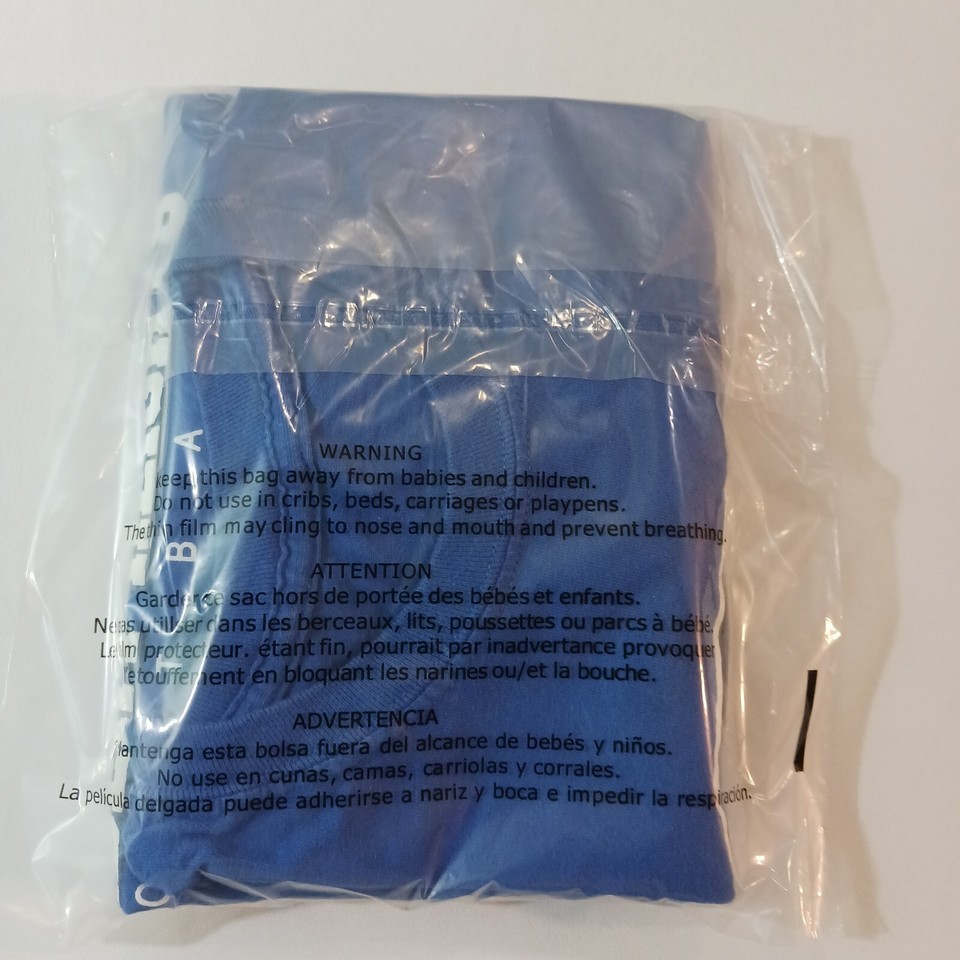 WARNING
keep this bag away from babies and children.
Do not use in cribs, beds, carriages or playpens.
The thin film may cling to nose and mouth and prevent breathing.
ATTENTION
Garder ce sac hors de portée des bébés et enfants.
Ne pas utiliser dans les berceaux, lits, poussettes ou parcs à bébé.
Le film protecteur. étant fin, pourrait par inadvertance provoquer
l'etouffement en bloquant les narines ou/et la bouche.
ADVERTENCIA
Mantenga esta bolsa fuera del alcance de bebés y niños.
No use en cunas, camas, carriolas y corrales.
La película delgada puede adherirse a nariz y boca e impedir la respiración.